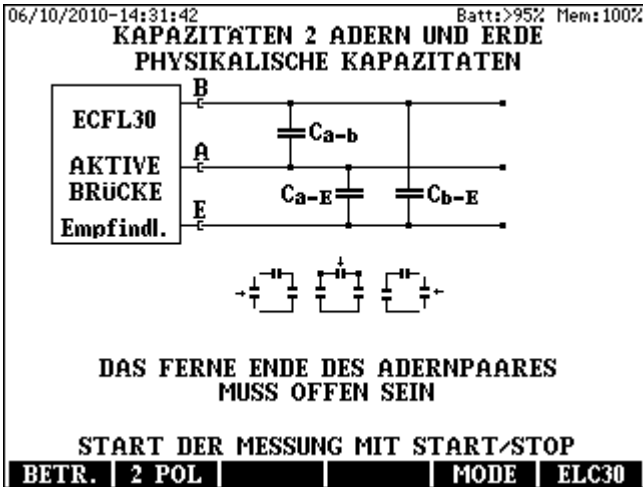 06/10/2010-14:31:42 Batt:>95% Mem:100%
KAPAZITÄTEN 2 ADERN UND ERDE
PHYSIKALISCHE KAPAZITÄTEN
B
ECFL30
Ca-b
A
AKTIVE
BRÜCKE
Ca-E
Cb-E
E
Empfindl.
DAS FERNE ENDE DES ADERNPAARES
MUSS OFFEN SEIN
START DER MESSUNG MIT START/STOP
BETR. 2 POL MODE ELC30